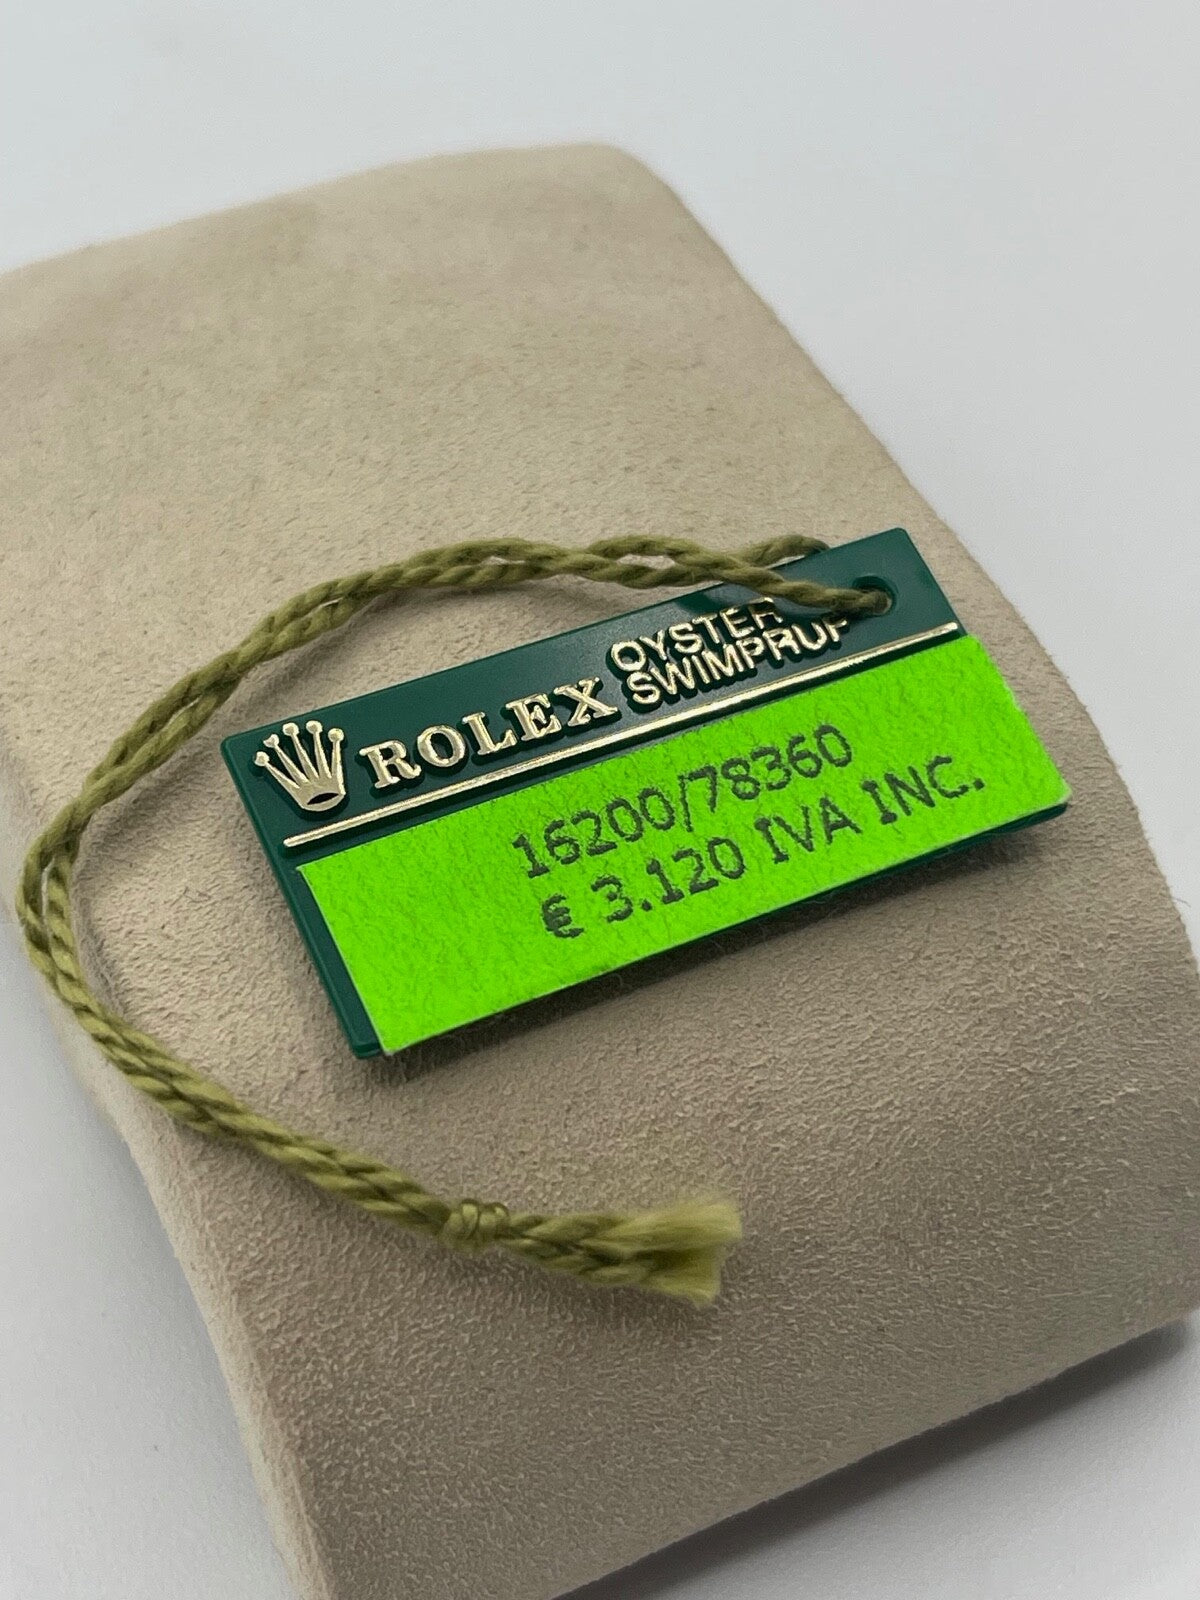 ROLEX
OYSTER
SWIMPRUF
16200/78360
€ 3.120 IVA INC.